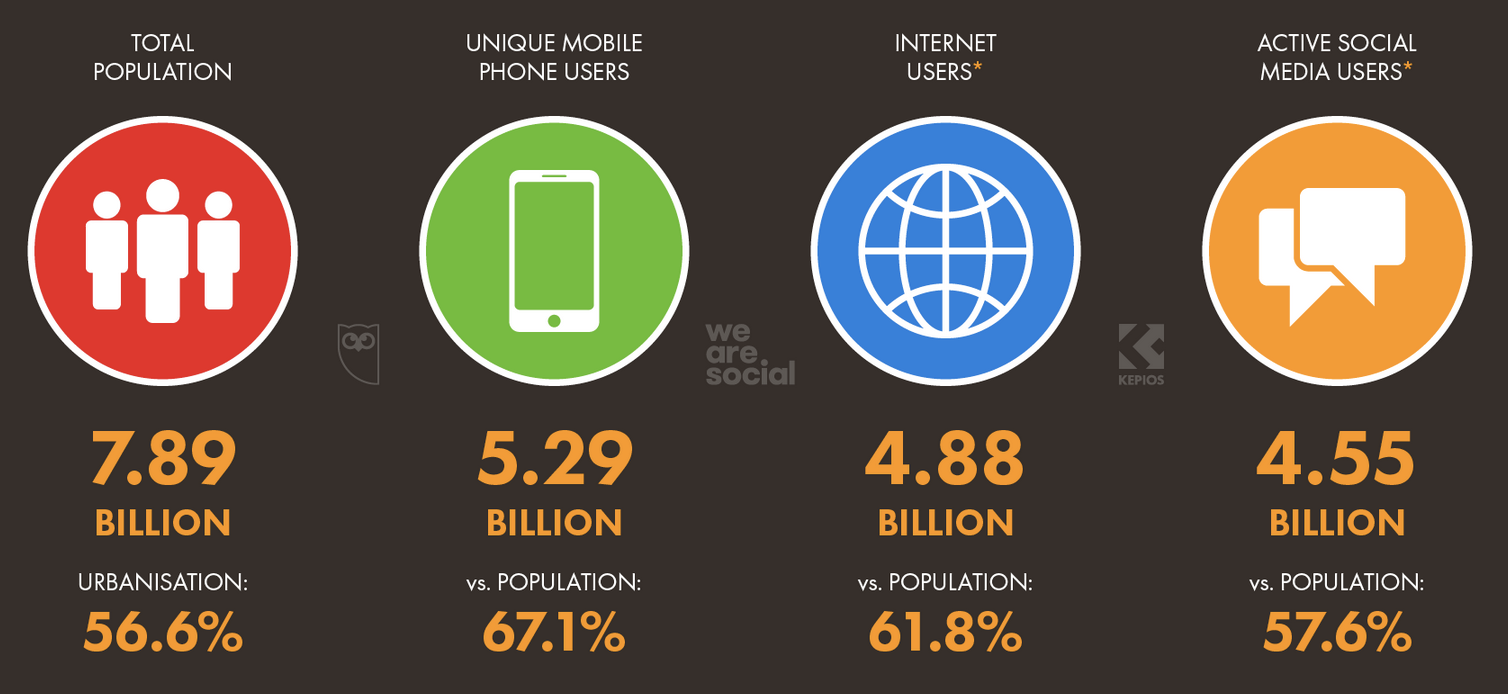 TOTAL
POPULATION
UNIQUE MOBILE
PHONE USERS
INTERNET
USERS*
ACTIVE SOCIAL
MEDIA USERS*
we
are
social
KEPIOS
7.89
BILLION
5.29
BILLION
4.88
BILLION
4.55
BILLION
URBANISATION:
56.6%
vs. POPULATION:
67.1%
vs. POPULATION:
61.8%
vs. POPULATION:
57.6%